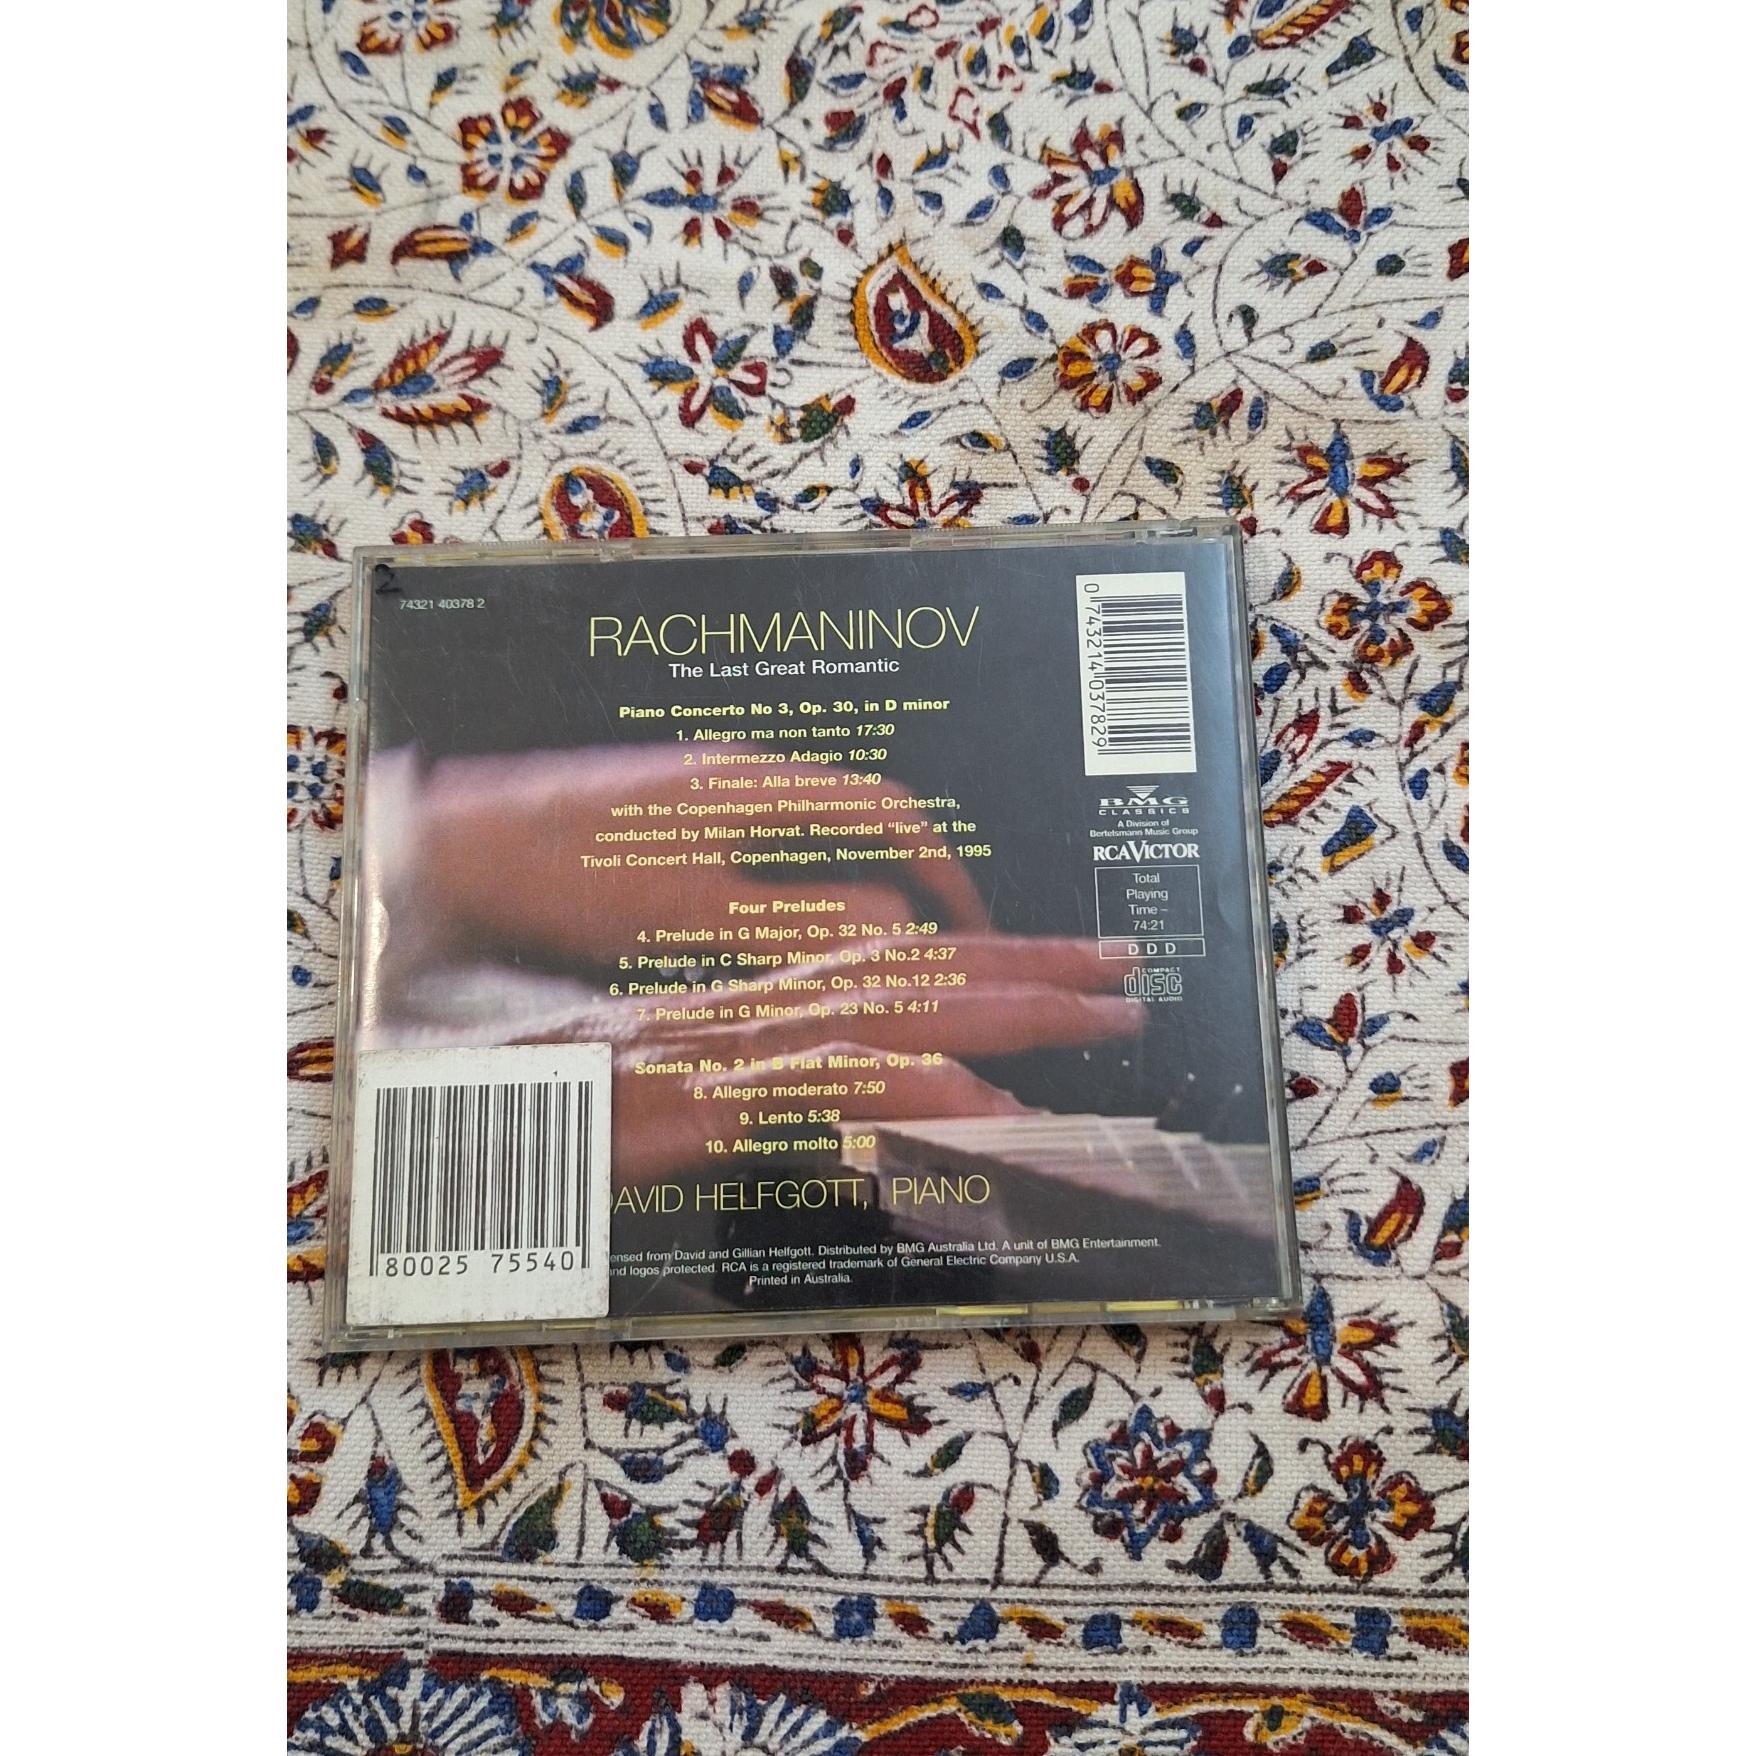 2
74321 40378 2
RACHMANINOV
The Last Great Romantic
Piano Concerto No 3, Op. 30, in D minor
1. Allegro ma non tanto 17:30
2. Intermezzo Adagio 10:30
3. Finale: Alla breve 13:40
with the Copenhagen Philharmonic Orchestra,
conducted by Milan Horvat. Recorded “live” at the
Tivoli Concert Hall, Copenhagen, November 2nd, 1995
Four Preludes
4. Prelude in G Major, Op. 32 No. 5 2:49
5. Prelude in C Sharp Minor, Op. 3 No.2 4:37
6. Prelude in G Sharp Minor, Op. 32 No.12 2:36
7. Prelude in G Minor, Op. 23 No. 5 4:11
Sonata No. 2 in B Flat Minor, Op. 36
8. Allegro moderato 7:50
9. Lento 5:38
10. Allegro molto 5:00
DAVID HELFGOTT, PIANO
from David and Gillian Helfgott. Distributed by BMG Australia Ltd. A unit of BMG Entertainment.
logos protected. RCA is a registered trademark of General Electric Company U.S.A.
Printed in Australia.
80025 75540
0 743214 037829
BMG
CLASSICS
A Division of
Bertelsmann Music Group
RCA VICTOR
Total
Playing
Time –
74:21
D D D
COMPACT
disc
DIGITAL AUDIO